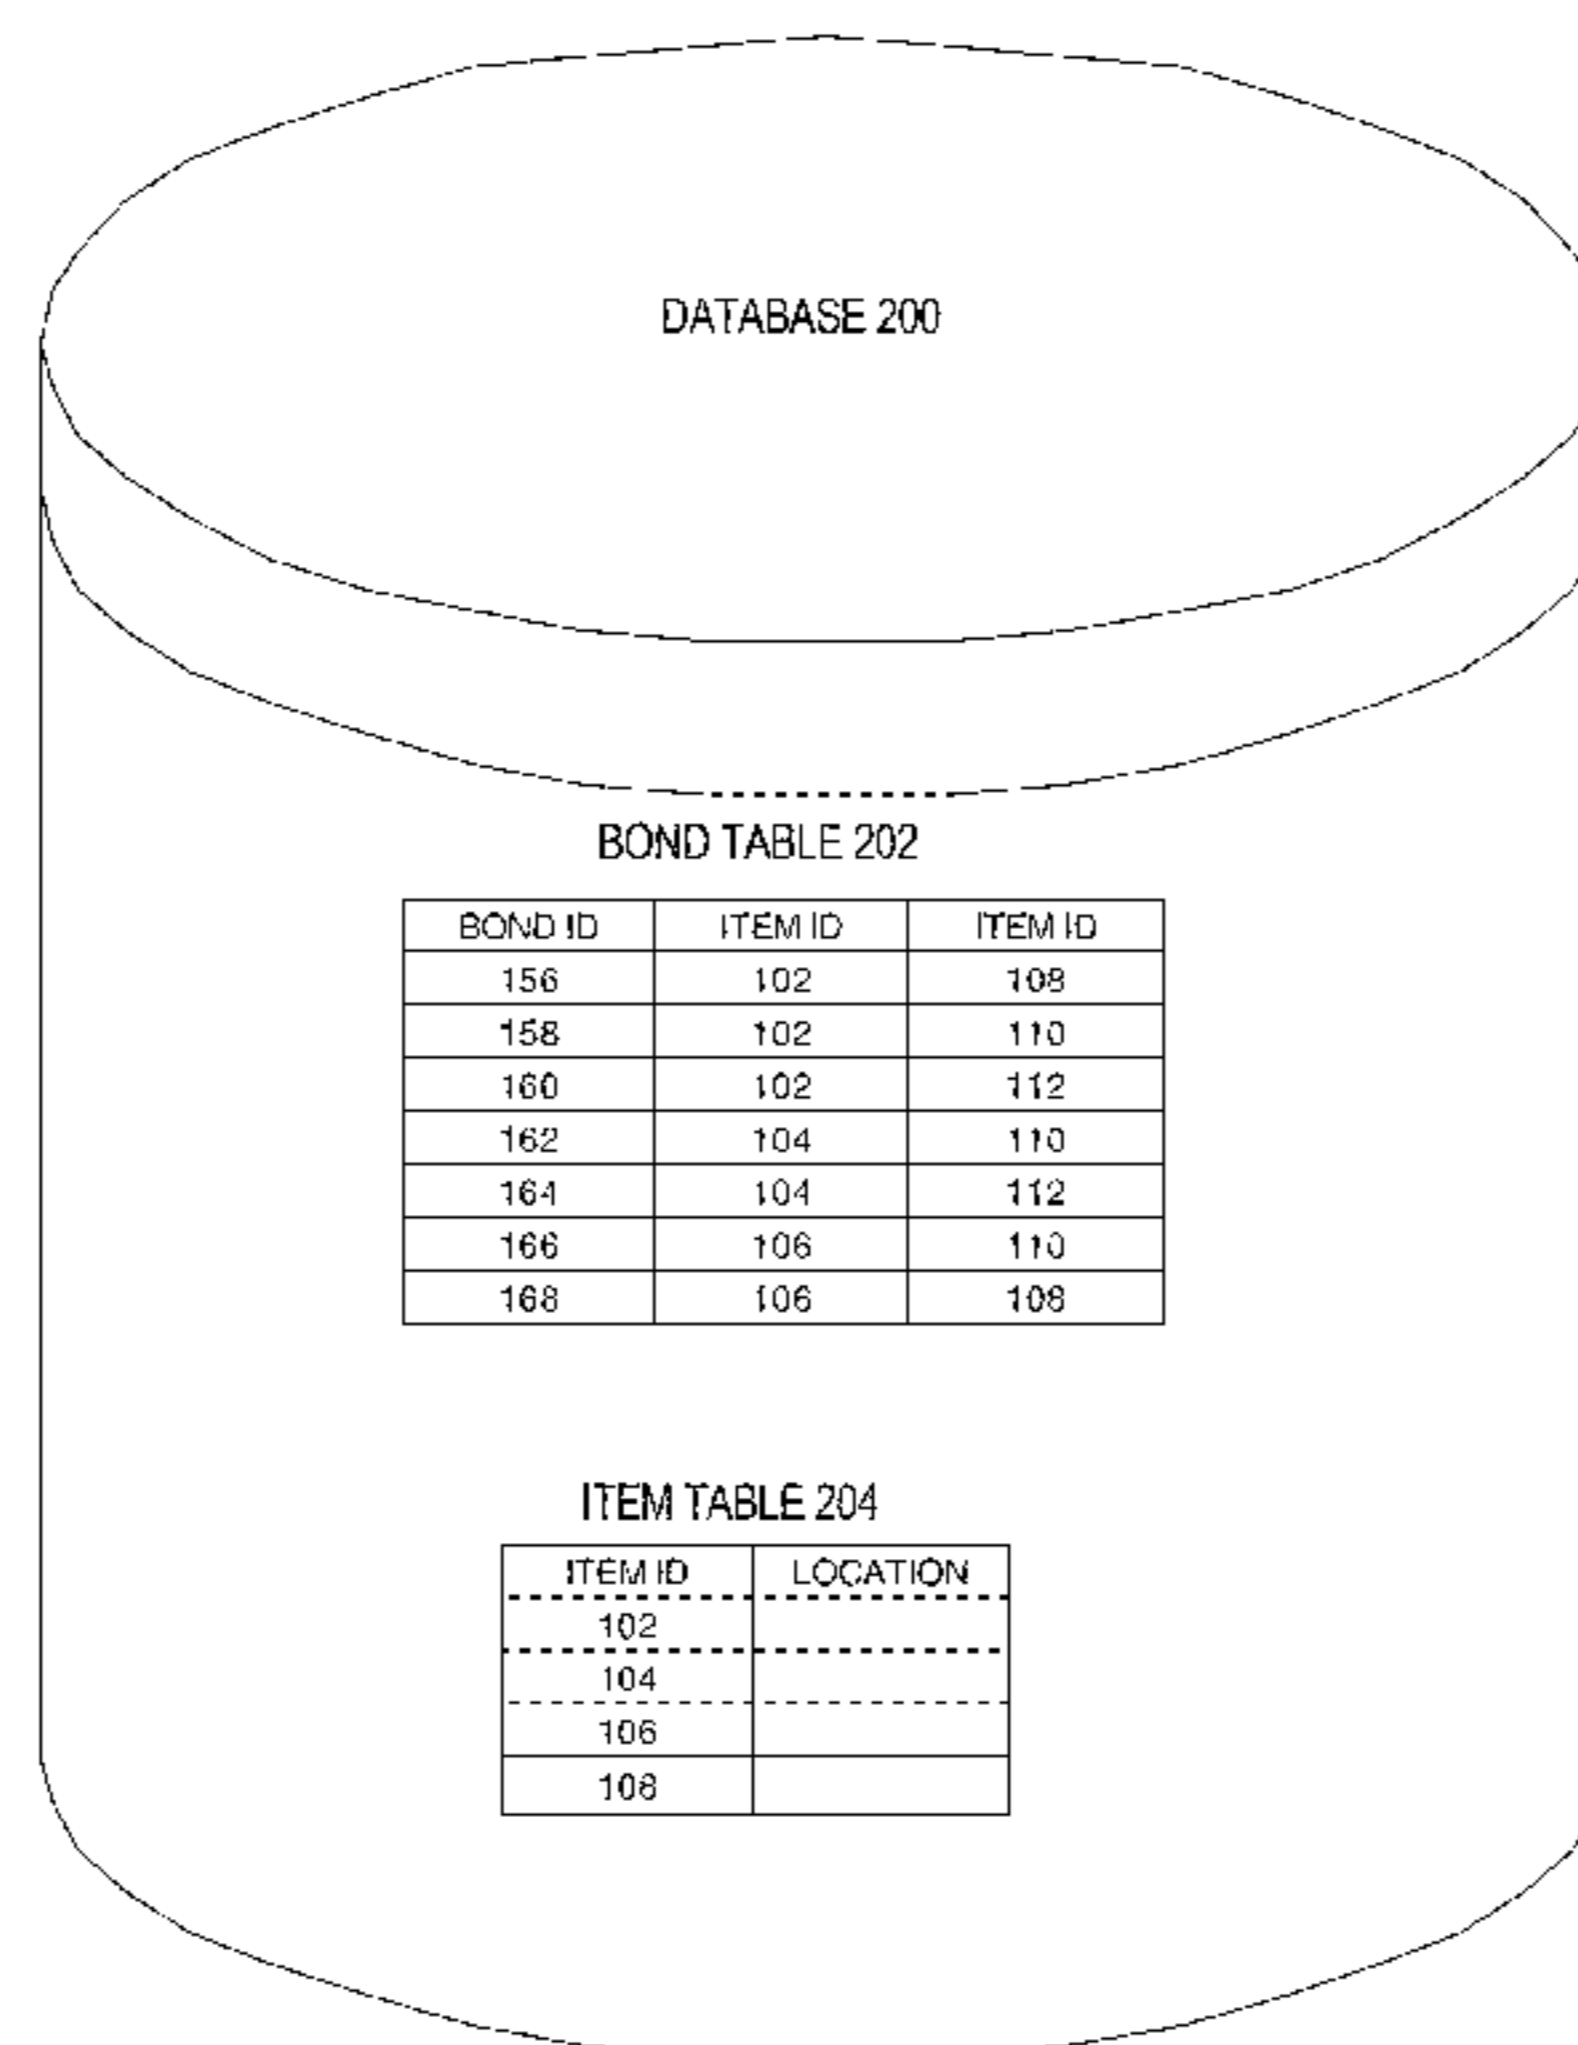 DATABASE 200
BOND TABLE 202
BOND ID ITEM ID ITEM ID
156 102 108
158 102 110
160 102 112
162 104 110
164 104 112
166 106 110
168 106 108
ITEM TABLE 204
ITEM ID LOCATION
102
104
106
108